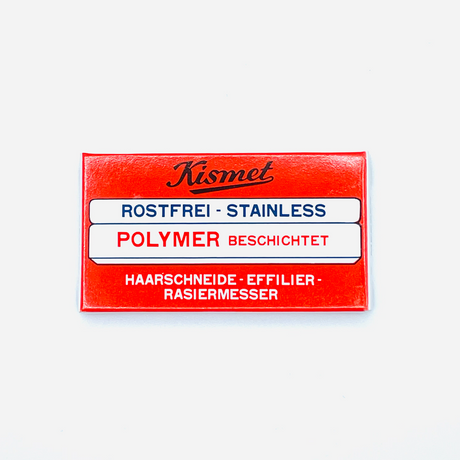 Kismet
ROSTFREI - STAINLESS
POLYMER BESCHICHTET
HAARSCHNEIDE - EFFILIER -
RASIERMESSER